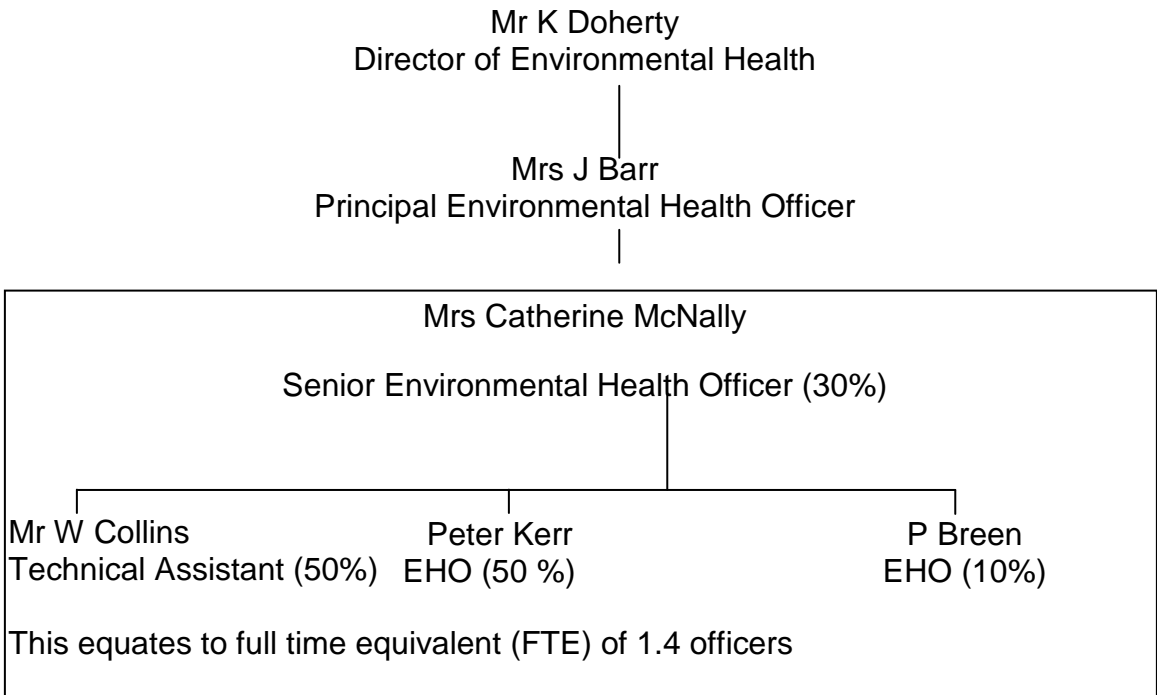 Mr K Doherty
Director of Environmental Health
Mrs J Barr
Principal Environmental Health Officer
Mrs Catherine McNally
Senior Environmental Health Officer (30%)
Mr W Collins
Technical Assistant (50%)
Peter Kerr
EHO (50 %)
P Breen
EHO (10%)
This equates to full time equivalent (FTE) of 1.4 officers